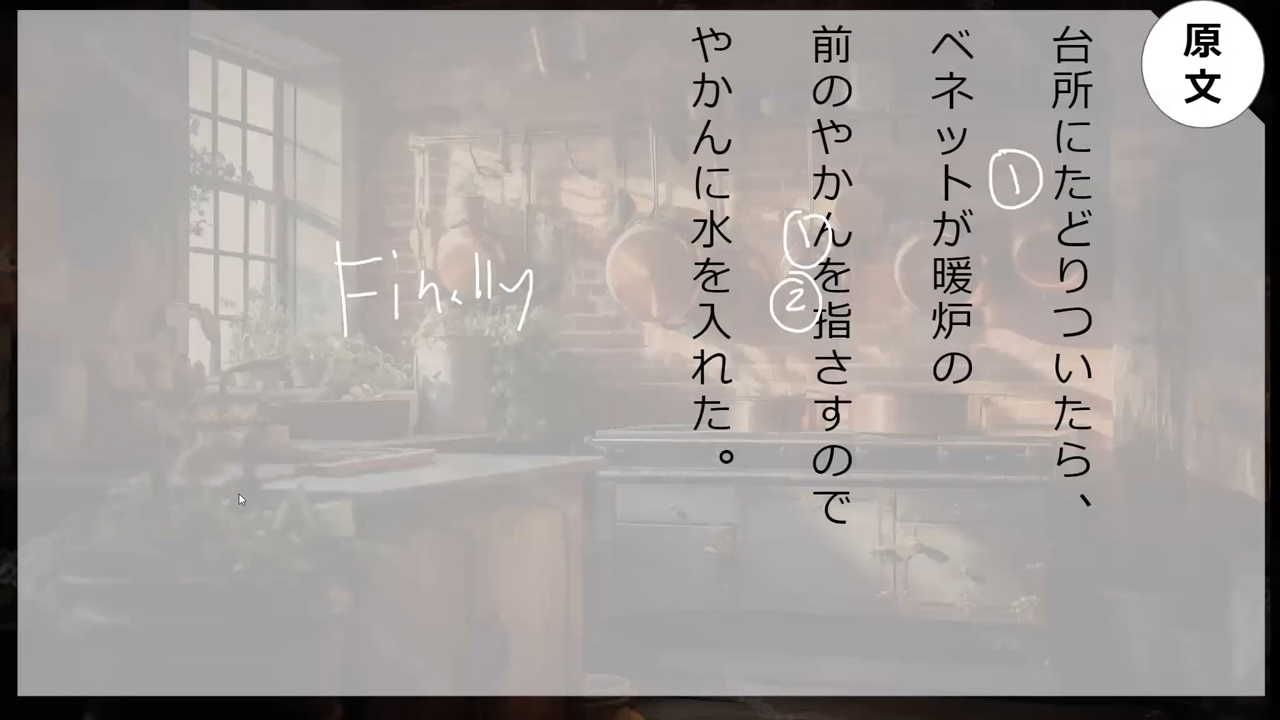 原文
台所にたどりついたら、
①
ベネットが暖炉の
前のやかんを指さすので
①
②
やかんに水を入れた。
Finally